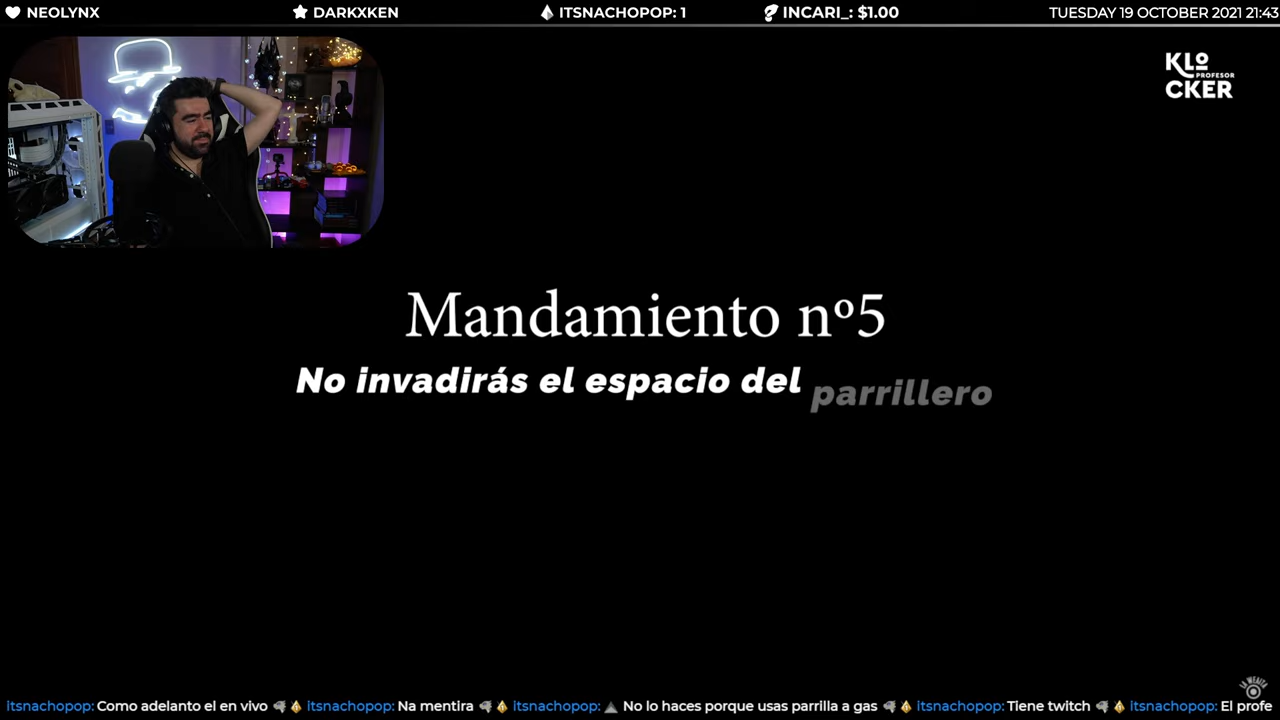 NEOLYNX
DARKXKEN
ITSNACHOPOP: 1
INCARI_: $1.00
TUESDAY 19 OCTOBER 2021 21:43
KLO
PROFESOR
CKER
Mandamiento nº5
No invadirás el espacio del parrillero
itsnachopop: Como adelanto el en vivo itsnachopop: Na mentira itsnachopop: No lo haces porque usas parrilla a gas itsnachopop: Tiene twitch itsnachopop: El profe